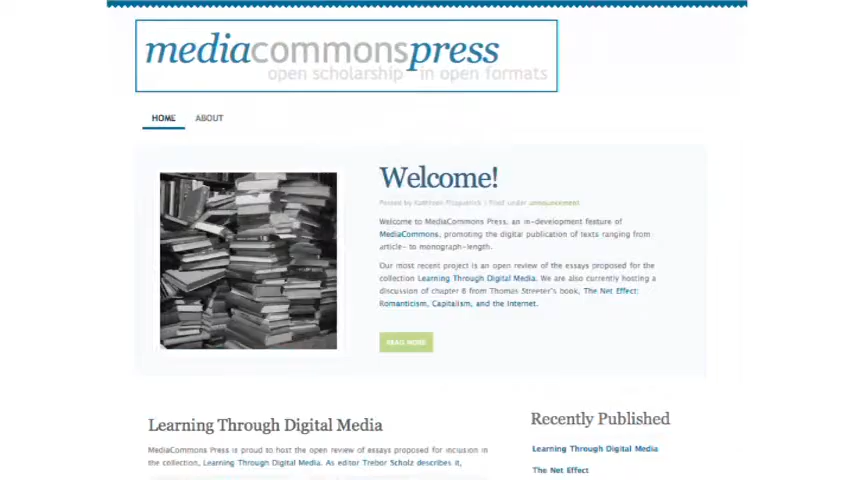 mediacommonspress
open scholarship in open formats
HOME ABOUT
Welcome!
Posted by Kathleen Fitzpatrick | Filed under announcement
Welcome to MediaCommons Press, an in-development feature of
MediaCommons, promoting the digital publication of texts ranging from
article- to monograph-length.
Our most recent project is an open review of the essays proposed for the
collection Learning Through Digital Media. We are also currently hosting a
discussion of chapter 6 from Thomas Streeter's book, The Net Effect:
Romanticism, Capitalism, and the Internet.
READ MORE
Learning Through Digital Media
MediaCommons Press is proud to host the open review of essays proposed for inclusion in
the collection, Learning Through Digital Media. As editor Trebor Scholz describes it,
Recently Published
Learning Through Digital Media
The Net Effect